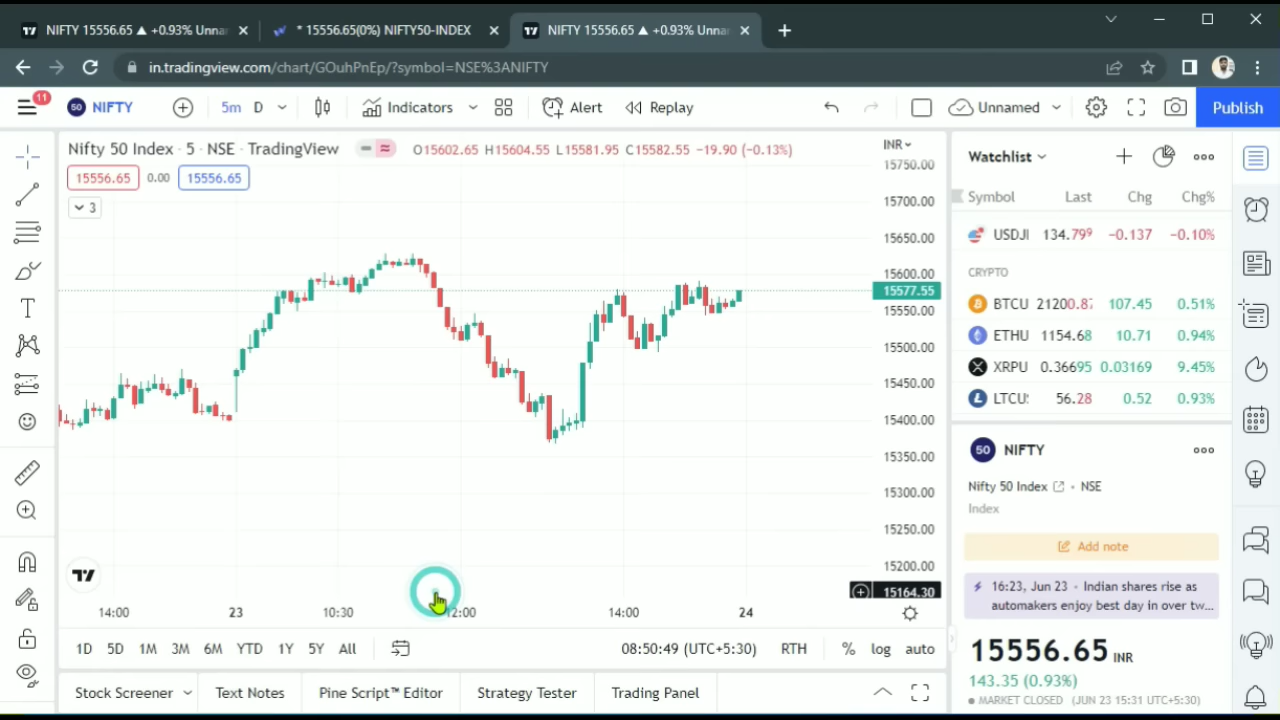 NIFTY 15556.65 ▲ +0.93% Unna
* 15556.65(0%) NIFTY50-INDEX
NIFTY 15556.65 ▲ +0.93% Unna
in.tradingview.com/chart/GOuhPnEp/?symbol=NSE%3ANIFTY
11
50 NIFTY
5m D
Indicators
Alert
Replay
Unnamed
Publish
Nifty 50 Index · 5 · NSE · TradingView
O15602.65 H15604.55 L15581.95 C15582.55 −19.90 (−0.13%)
15556.65 0.00 15556.65
3
INR
15750.00
15700.00
15650.00
15600.00
15577.55
15550.00
15500.00
15450.00
15400.00
15350.00
15300.00
15250.00
15200.00
15164.30
14:00 23 10:30 12:00 14:00 24
1D 5D 1M 3M 6M YTD 1Y 5Y All
08:50:49 (UTC+5:30) RTH % log auto
Stock Screener Text Notes Pine Script™ Editor Strategy Tester Trading Panel
Watchlist
Symbol Last Chg Chg%
USDJ 134.799 −0.137 −0.10%
CRYPTO
BTCU 21200.8 107.45 0.51%
ETHU 1154.68 10.71 0.94%
XRPU 0.36695 0.03169 9.45%
LTCU 56.28 0.52 0.93%
50 NIFTY
Nifty 50 Index · NSE
Index
Add note
16:23, Jun 23 · Indian shares rise as
automakers enjoy best day in over tw...
15556.65 INR
143.35 (0.93%)
MARKET CLOSED (JUN 23 15:31 UTC+5:30)